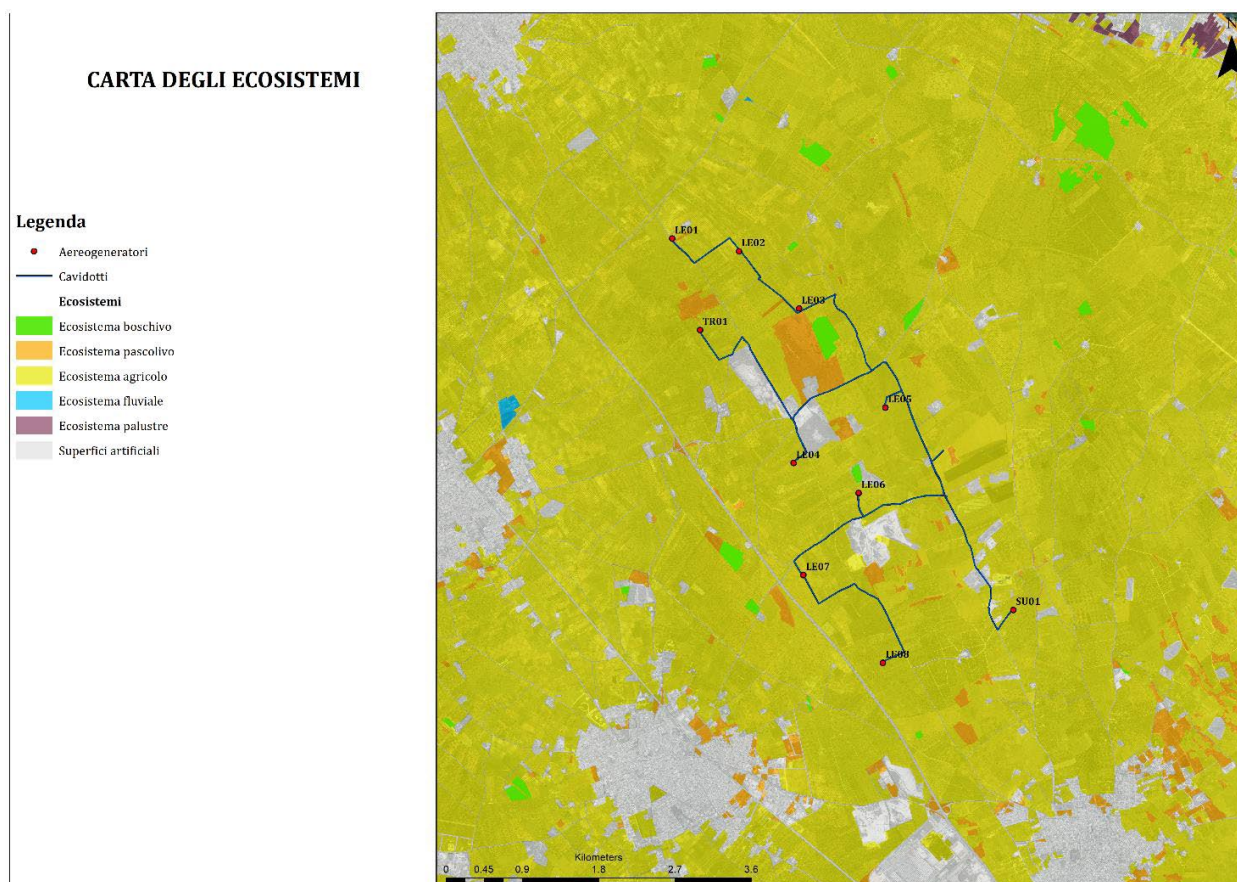 CARTA DEGLI ECOSISTEMI
Legenda
Aereogeneratori
Cavidotti
Ecosistemi
Ecosistema boschivo
Ecosistema pascolivo
Ecosistema agricolo
Ecosistema fluviale
Ecosistema palustre
Superfici artificiali
N
LE01
LE02
LE03
TR01
LE05
LE04
LE06
LE07
SU01
LE08
Kilometers
0 0.45 0.9 1.8 2.7 3.6